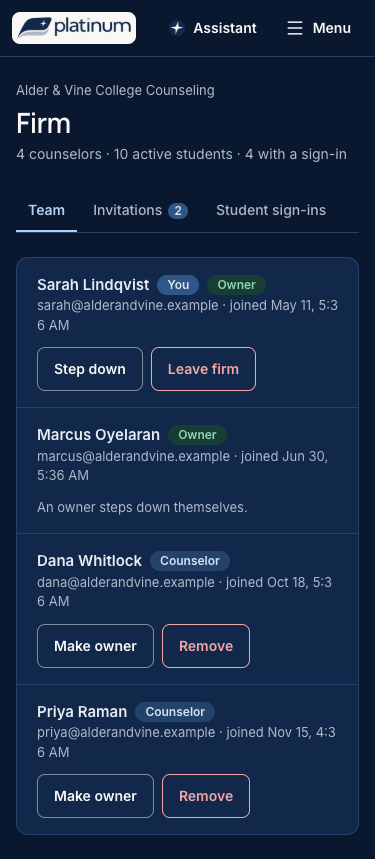 platinum
Assistant
Menu
Alder & Vine College Counseling
Firm
4 counselors · 10 active students · 4 with a sign-in
Team
Invitations 2
Student sign-ins
Sarah Lindqvist You Owner
sarah@alderandvine.example · joined May 11, 5:3
6 AM
Step down
Leave firm
Marcus Oyelaran Owner
marcus@alderandvine.example · joined Jun 30,
5:36 AM
An owner steps down themselves.
Dana Whitlock Counselor
dana@alderandvine.example · joined Oct 18, 5:3
6 AM
Make owner
Remove
Priya Raman Counselor
priya@alderandvine.example · joined Nov 15, 4:3
6 AM
Make owner
Remove